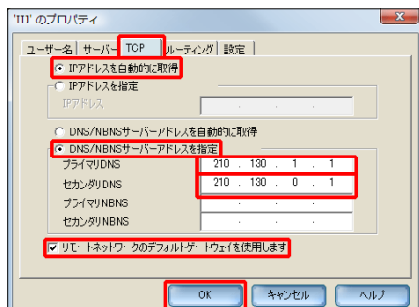 'IIJ' のプロパティ
ユーザー名 サーバー TCP ルーティング 設定
IPアドレスを自動的に取得
IPアドレスを指定
IPアドレス . . .
DNS/NBNSサーバーアドレスを自動的に取得
DNS/NBNSサーバーアドレスを指定
プライマリDNS 210 . 130 . 1 . 1
セカンダリDNS 210 . 130 . 0 . 1
プライマリNBNS . . .
セカンダリNBNS . . .
リモートネットワークのデフォルトゲートウェイを使用します
OK キャンセル ヘルプ